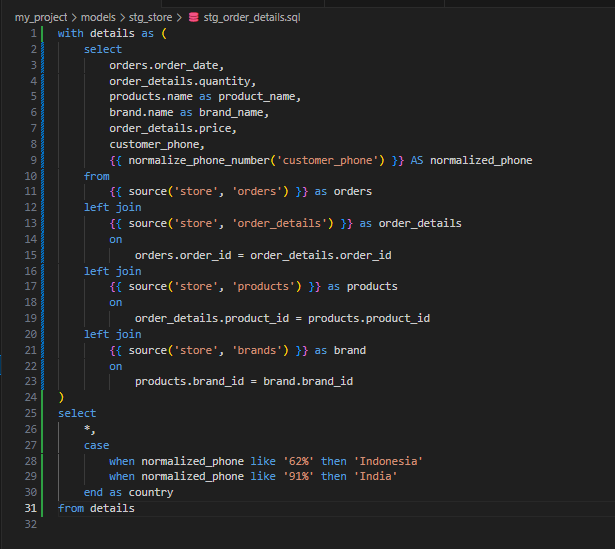 my_project > models > stg_store > stg_order_details.sql
1 with details as (
2     select
3         orders.order_date,
4         order_details.quantity,
5         products.name as product_name,
6         brand.name as brand_name,
7         order_details.price,
8         customer_phone,
9         {{ normalize_phone_number('customer_phone') }} AS normalized_phone
10     from
11         {{ source('store', 'orders') }} as orders
12     left join
13         {{ source('store', 'order_details') }} as order_details
14         on
15             orders.order_id = order_details.order_id
16     left join
17         {{ source('store', 'products') }} as products
18         on
19             order_details.product_id = products.product_id
20     left join
21         {{ source('store', 'brands') }} as brand
22         on
23             products.brand_id = brand.brand_id
24 )
25 select
26     *,
27     case
28         when normalized_phone like '62%' then 'Indonesia'
29         when normalized_phone like '91%' then 'India'
30     end as country
31 from details
32